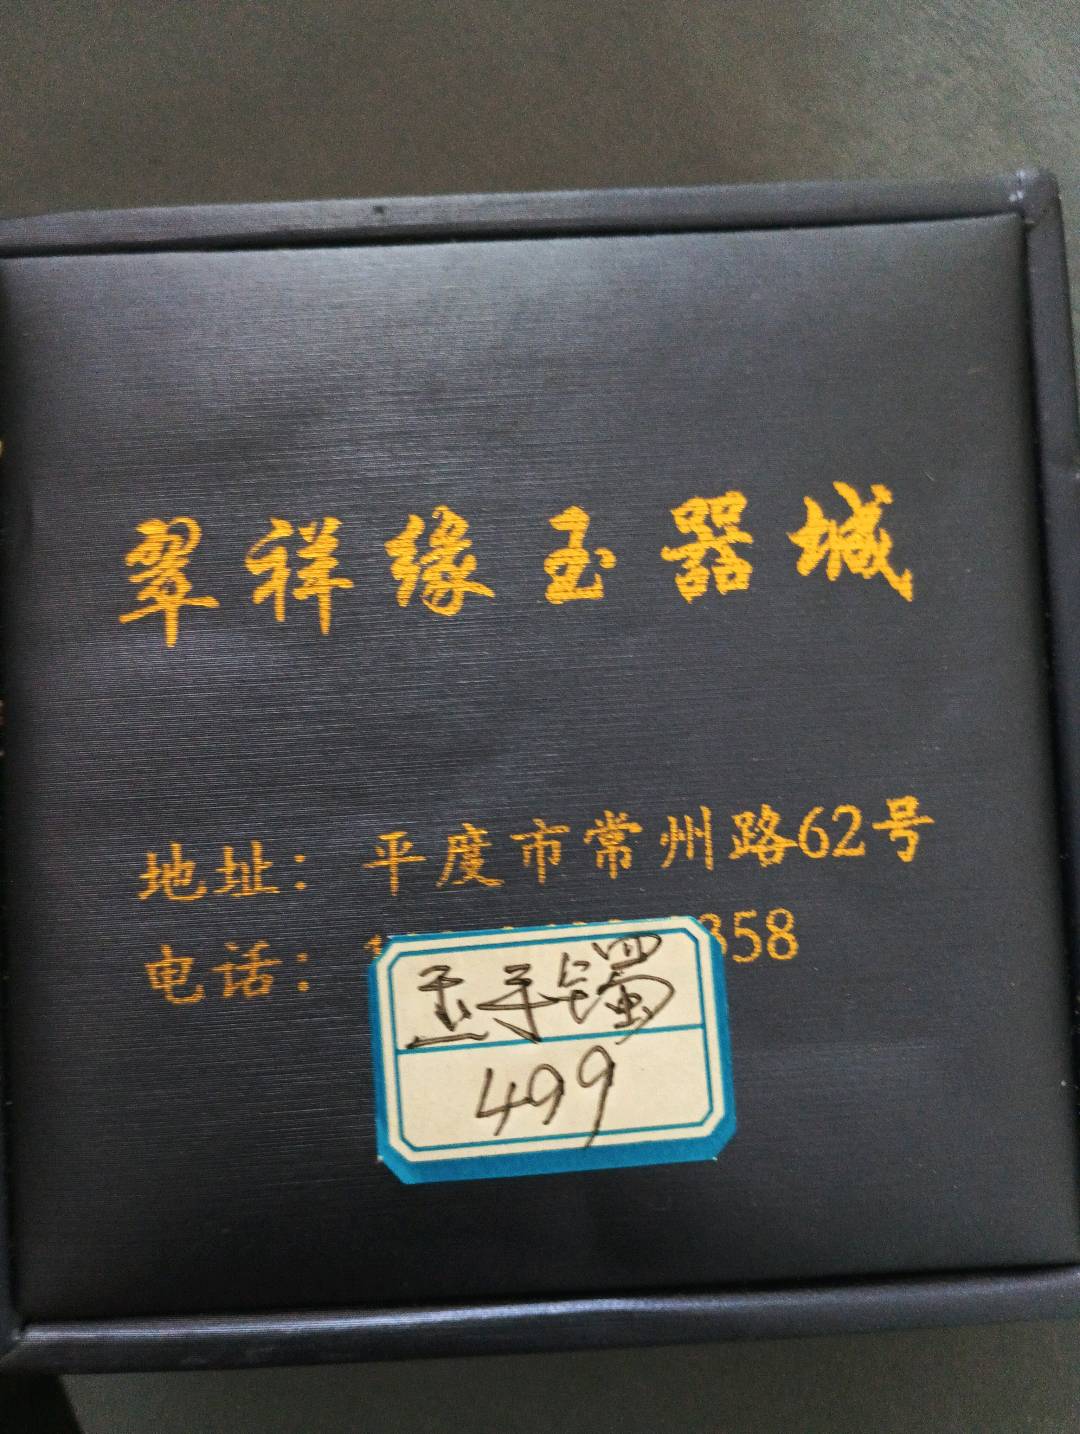 翠祥缘玉器城
地址：平度市常州路62号
电话：358
玉手镯
499